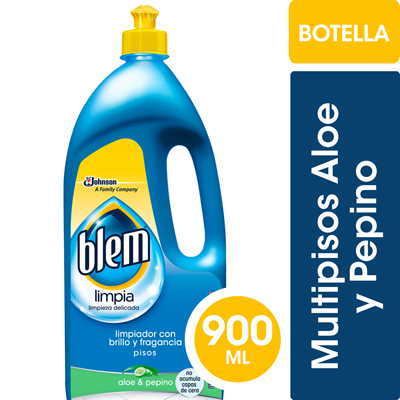 BOTELLA
Multipisos Aloe
y Pepino
Johnson
A Family Company
blem
limpia
limpieza delicada
limpiador con
brillo y fragancia
pisos
aloe & pepino
no
acumula
capas de
cera
900
ML